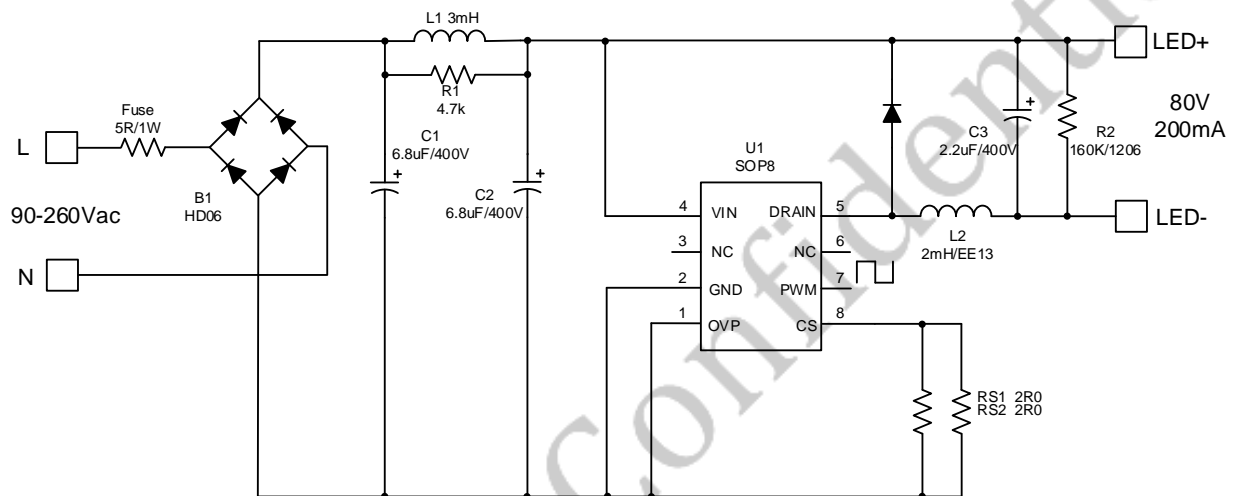 L1 3mH
LED+
Fuse
5R/1W
R1
4.7k
80V
200mA
L
C1
6.8uF/400V
C3
2.2uF/400V
R2
160K/1206
U1
SOP8
B1
HD06
C2
6.8uF/400V
90-260Vac
4
VIN
DRAIN
5
LED-
3
NC
NC
6
L2
2mH/EE13
N
2
GND
PWM
7
1
OVP
CS
8
RS1 2R0
RS2 2R0
Confidential